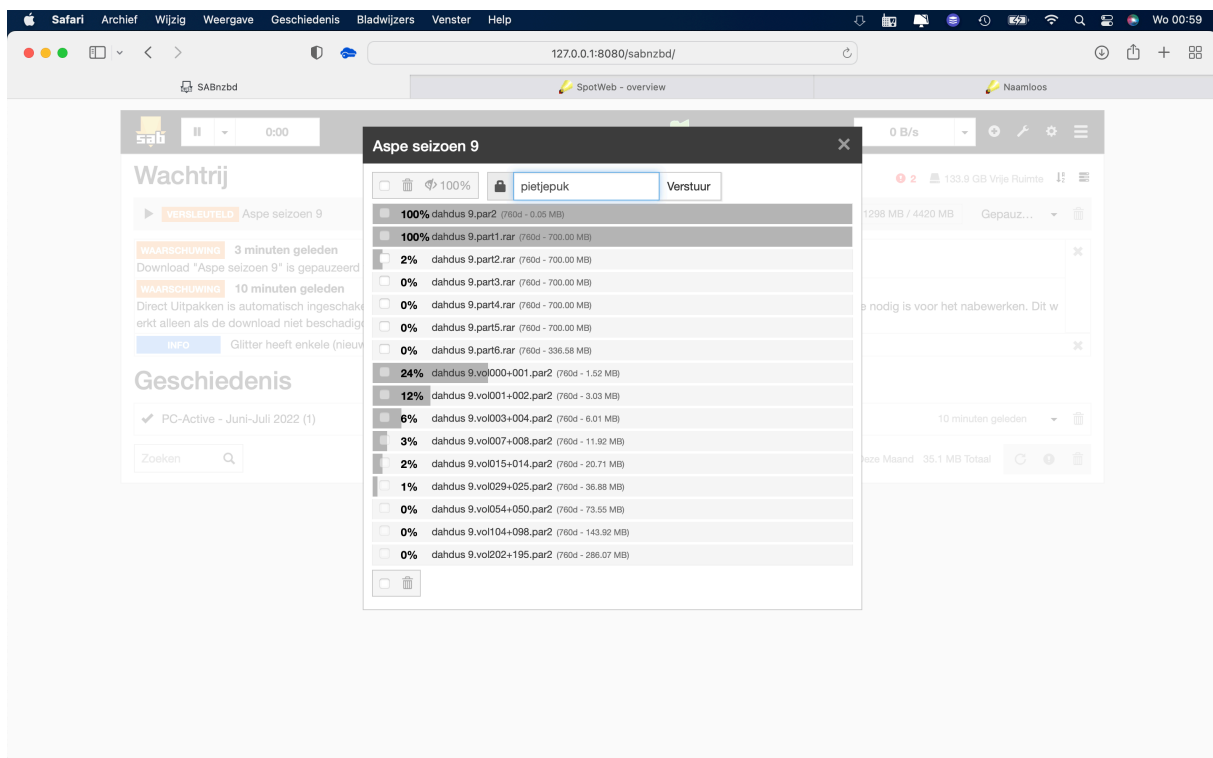 Safari Archief Wijzig Weergave Geschiedenis Bladwijzers Venster Help Wo 00:59
127.0.0.1:8080/sabnzbd/
SABnzbd SpotWeb - overview Naamloos
sab 0:00 0 B/s
Aspe seizoen 9
Wachtrij
100% pietjepuk Verstuur
2 133.9 GB Vrije Ruimte
VERSLEUTELD Aspe seizoen 9
1298 MB / 4420 MB Gepauz...
WAARSCHUWING 3 minuten geleden
Download "Aspe seizoen 9" is gepauzeerd
WAARSCHUWING 10 minuten geleden
Direct Uitpakken is automatisch ingeschake
e nodig is voor het nabewerken. Dit w
erkt alleen als de download niet beschadig
INFO Glitter heeft enkele (nieuw
Geschiedenis
PC-Active - Juni-Juli 2022 (1)
10 minuten geleden
Zoeken
Deze Maand 35.1 MB Totaal
100% dahdus 9.par2 (760d - 0.05 MB)
100% dahdus 9.part1.rar (760d - 700.00 MB)
2% dahdus 9.part2.rar (760d - 700.00 MB)
0% dahdus 9.part3.rar (760d - 700.00 MB)
0% dahdus 9.part4.rar (760d - 700.00 MB)
0% dahdus 9.part5.rar (760d - 700.00 MB)
0% dahdus 9.part6.rar (760d - 336.58 MB)
24% dahdus 9.vol000+001.par2 (760d - 1.52 MB)
12% dahdus 9.vol001+002.par2 (760d - 3.03 MB)
6% dahdus 9.vol003+004.par2 (760d - 6.01 MB)
3% dahdus 9.vol007+008.par2 (760d - 11.92 MB)
2% dahdus 9.vol015+014.par2 (760d - 20.71 MB)
1% dahdus 9.vol029+025.par2 (760d - 36.88 MB)
0% dahdus 9.vol054+050.par2 (760d - 73.55 MB)
0% dahdus 9.vol104+098.par2 (760d - 143.92 MB)
0% dahdus 9.vol202+195.par2 (760d - 286.07 MB)